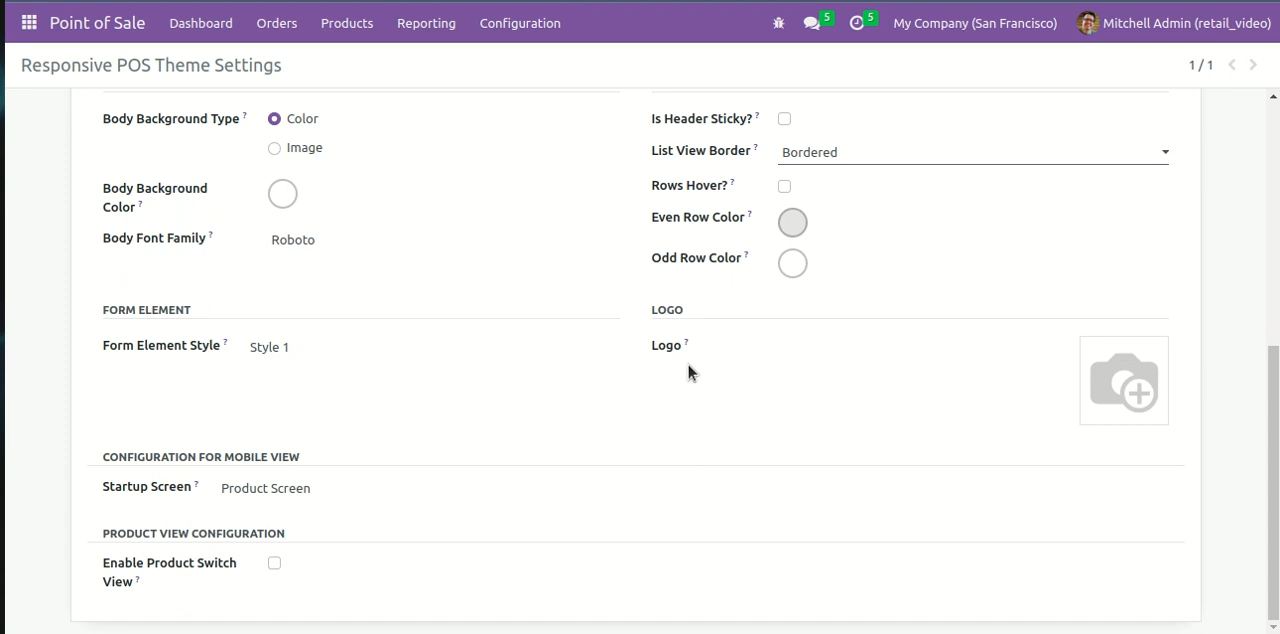 Point of Sale Dashboard Orders Products Reporting Configuration 5 5 My Company (San Francisco) Mitchell Admin (retail_video)
Responsive POS Theme Settings 1 / 1
Body Background Type ? Color
Image
Body Background
Color ?
Body Font Family ? Roboto
Is Header Sticky? ?
List View Border ? Bordered
Rows Hover? ?
Even Row Color ?
Odd Row Color ?
FORM ELEMENT
Form Element Style ? Style 1
LOGO
Logo ?
CONFIGURATION FOR MOBILE VIEW
Startup Screen ? Product Screen
PRODUCT VIEW CONFIGURATION
Enable Product Switch
View ?